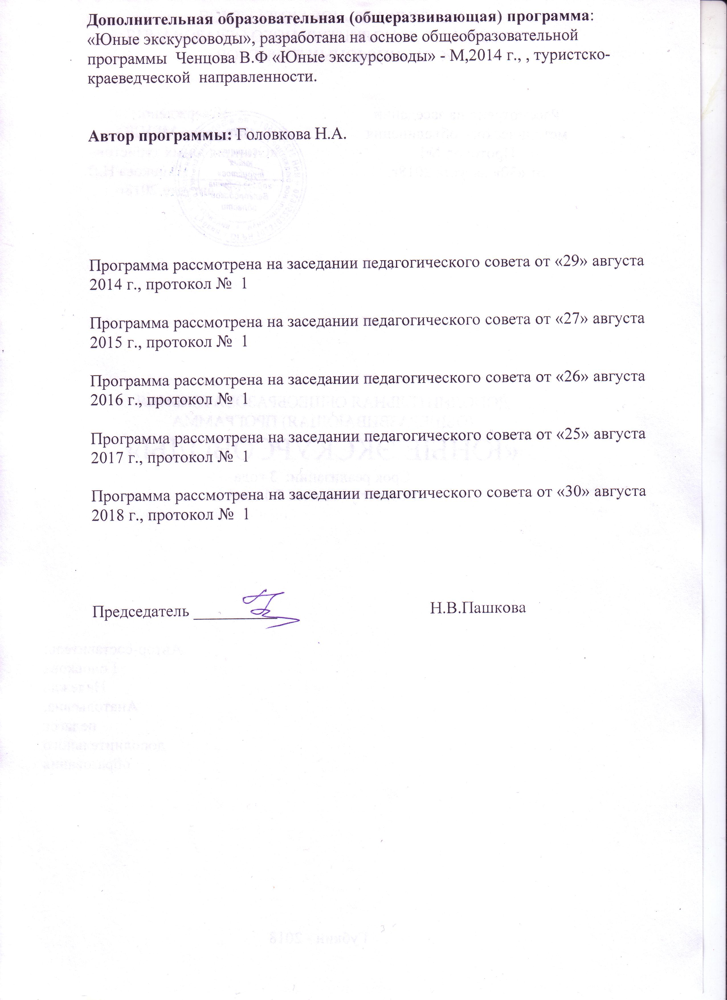 Дополнительная образовательная (общеразвивающая) программа:
«Юные экскурсоводы», разработана на основе общеобразовательной
программы  Ченцова В.Ф «Юные экскурсоводы» - М,2014 г., , туристско-
краеведческой  направленности.
Автор программы: Головкова Н.А.
Программа рассмотрена на заседании педагогического совета от «29» августа
2014 г., протокол №  1
Программа рассмотрена на заседании педагогического совета от «27» августа
2015 г., протокол №  1
Программа рассмотрена на заседании педагогического совета от «26» августа
2016 г., протокол №  1
Программа рассмотрена на заседании педагогического совета от «25» августа
2017 г., протокол №  1
Программа рассмотрена на заседании педагогического совета от «30» августа
2018 г., протокол №  1
Председатель __________ Н.В.Пашкова